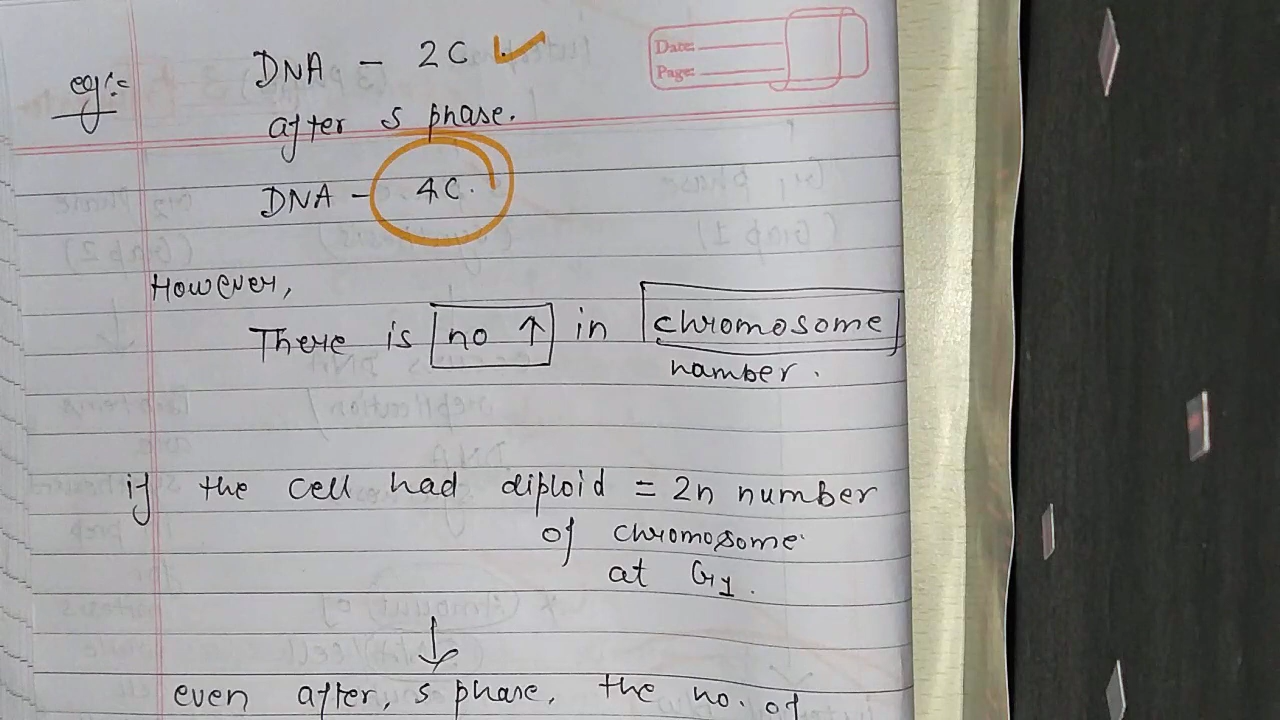 Date:
Page:
eg:-
DNA - 2C ✓
after s phase.
DNA - 4C.
However,
There is no ↑ in chromosome
number.
if the cell had diploid = 2n number
of chromosome
at G1.
↓
even after, s phase, the no. of